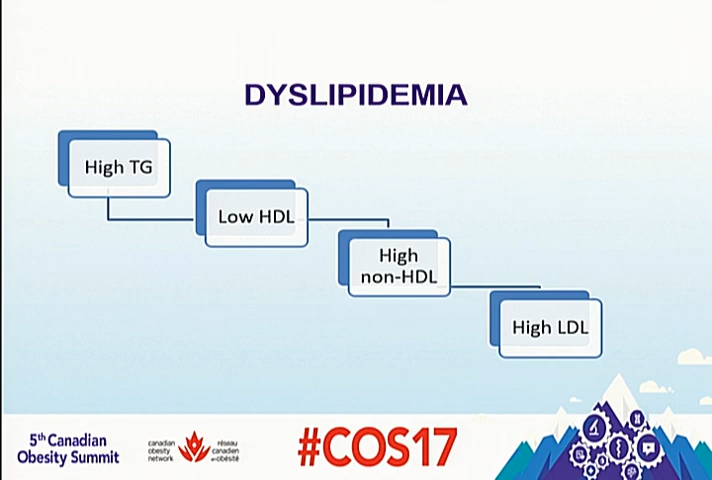 DYSLIPIDEMIA
High TG
Low HDL
High
non-HDL
High LDL
5th Canadian
Obesity Summit
canadian
obesity
network
réseau
canadien
en obésité
#COS17